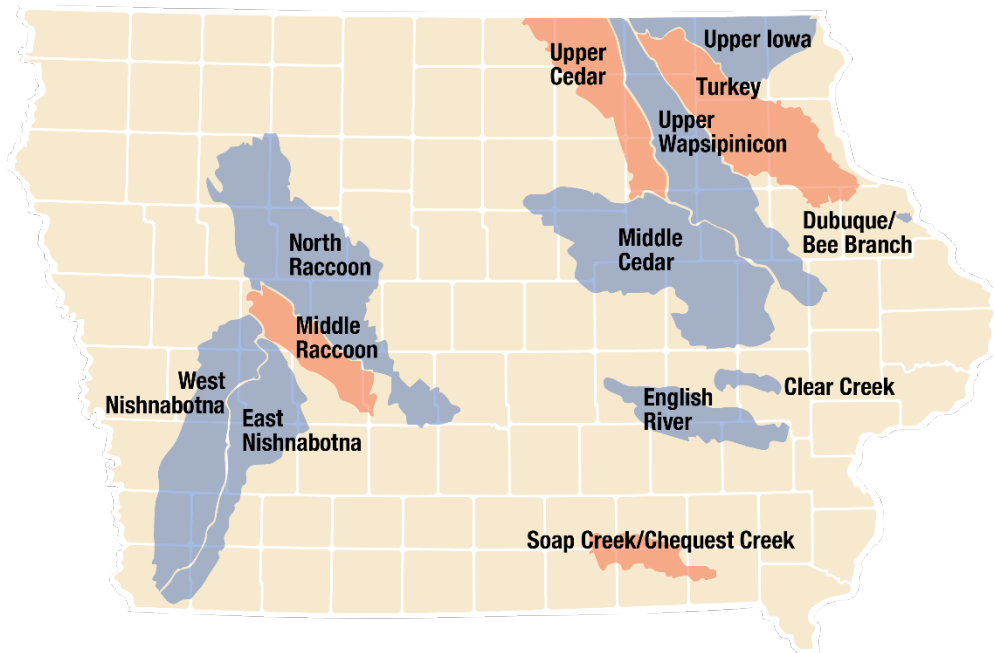 Upper
Cedar
Upper Iowa
Turkey
Upper
Wapsipinicon
Dubuque/
Bee Branch
North
Raccoon
Middle
Cedar
Middle
Raccoon
West
Nishnabotna
East
Nishnabotna
English
River
Clear Creek
Soap Creek/Chequest Creek